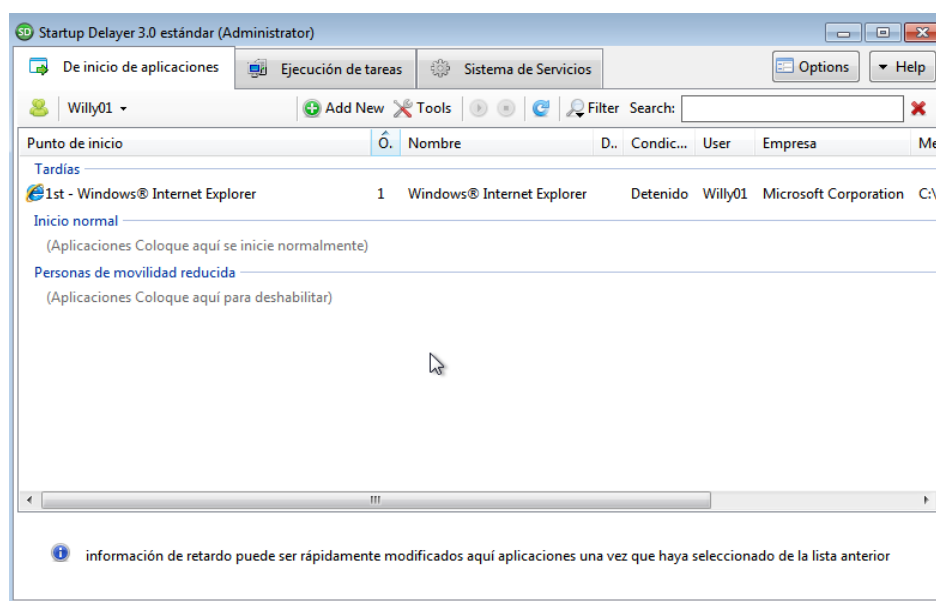 SD Startup Delayer 3.0 estándar (Administrator)
De inicio de aplicaciones Ejecución de tareas Sistema de Servicios Options Help
Willy01 Add New Tools Filter Search:
Punto de inicio Ó. Nombre D.. Condic... User Empresa Me
Tardías
1st - Windows® Internet Explorer 1 Windows® Internet Explorer Detenido Willy01 Microsoft Corporation C:\
Inicio normal
(Aplicaciones Coloque aquí se inicie normalmente)
Personas de movilidad reducida
(Aplicaciones Coloque aquí para deshabilitar)
información de retardo puede ser rápidamente modificados aquí aplicaciones una vez que haya seleccionado de la lista anterior